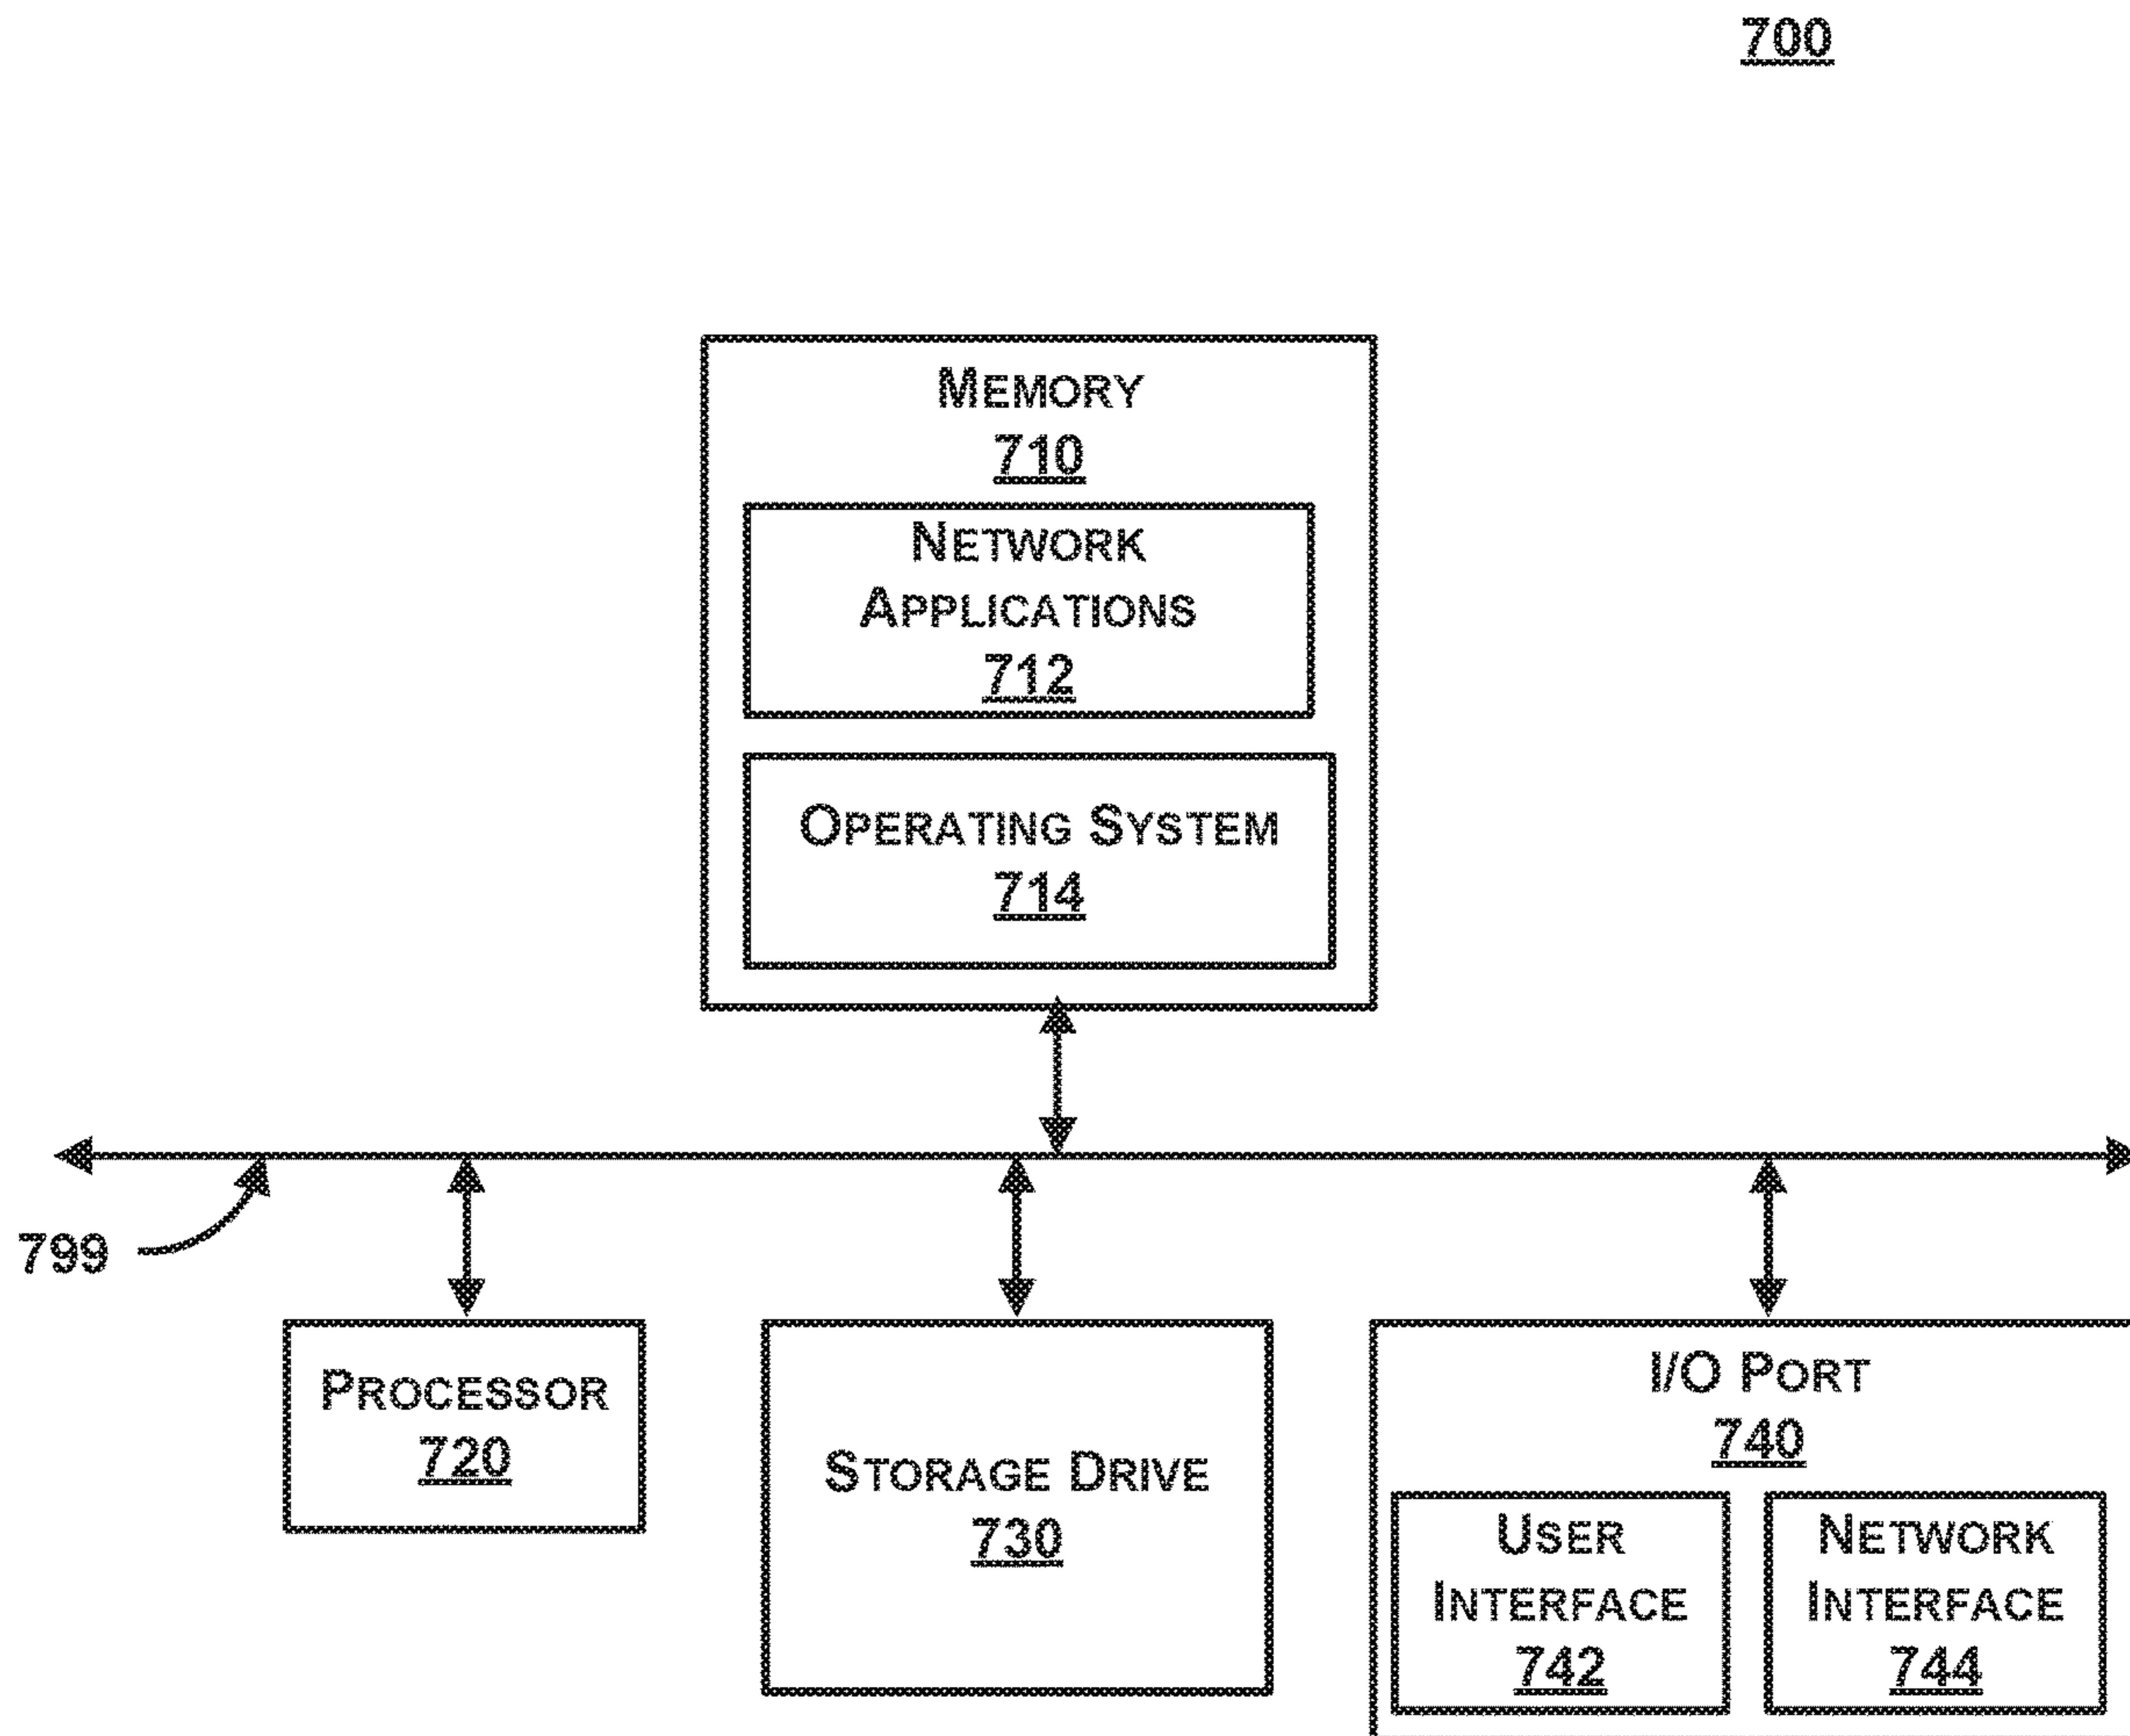 700
MEMORY
710
NETWORK
APPLICATIONS
712
OPERATING SYSTEM
714
799
PROCESSOR
720
STORAGE DRIVE
730
I/O PORT
740
USER
INTERFACE
742
NETWORK
INTERFACE
744